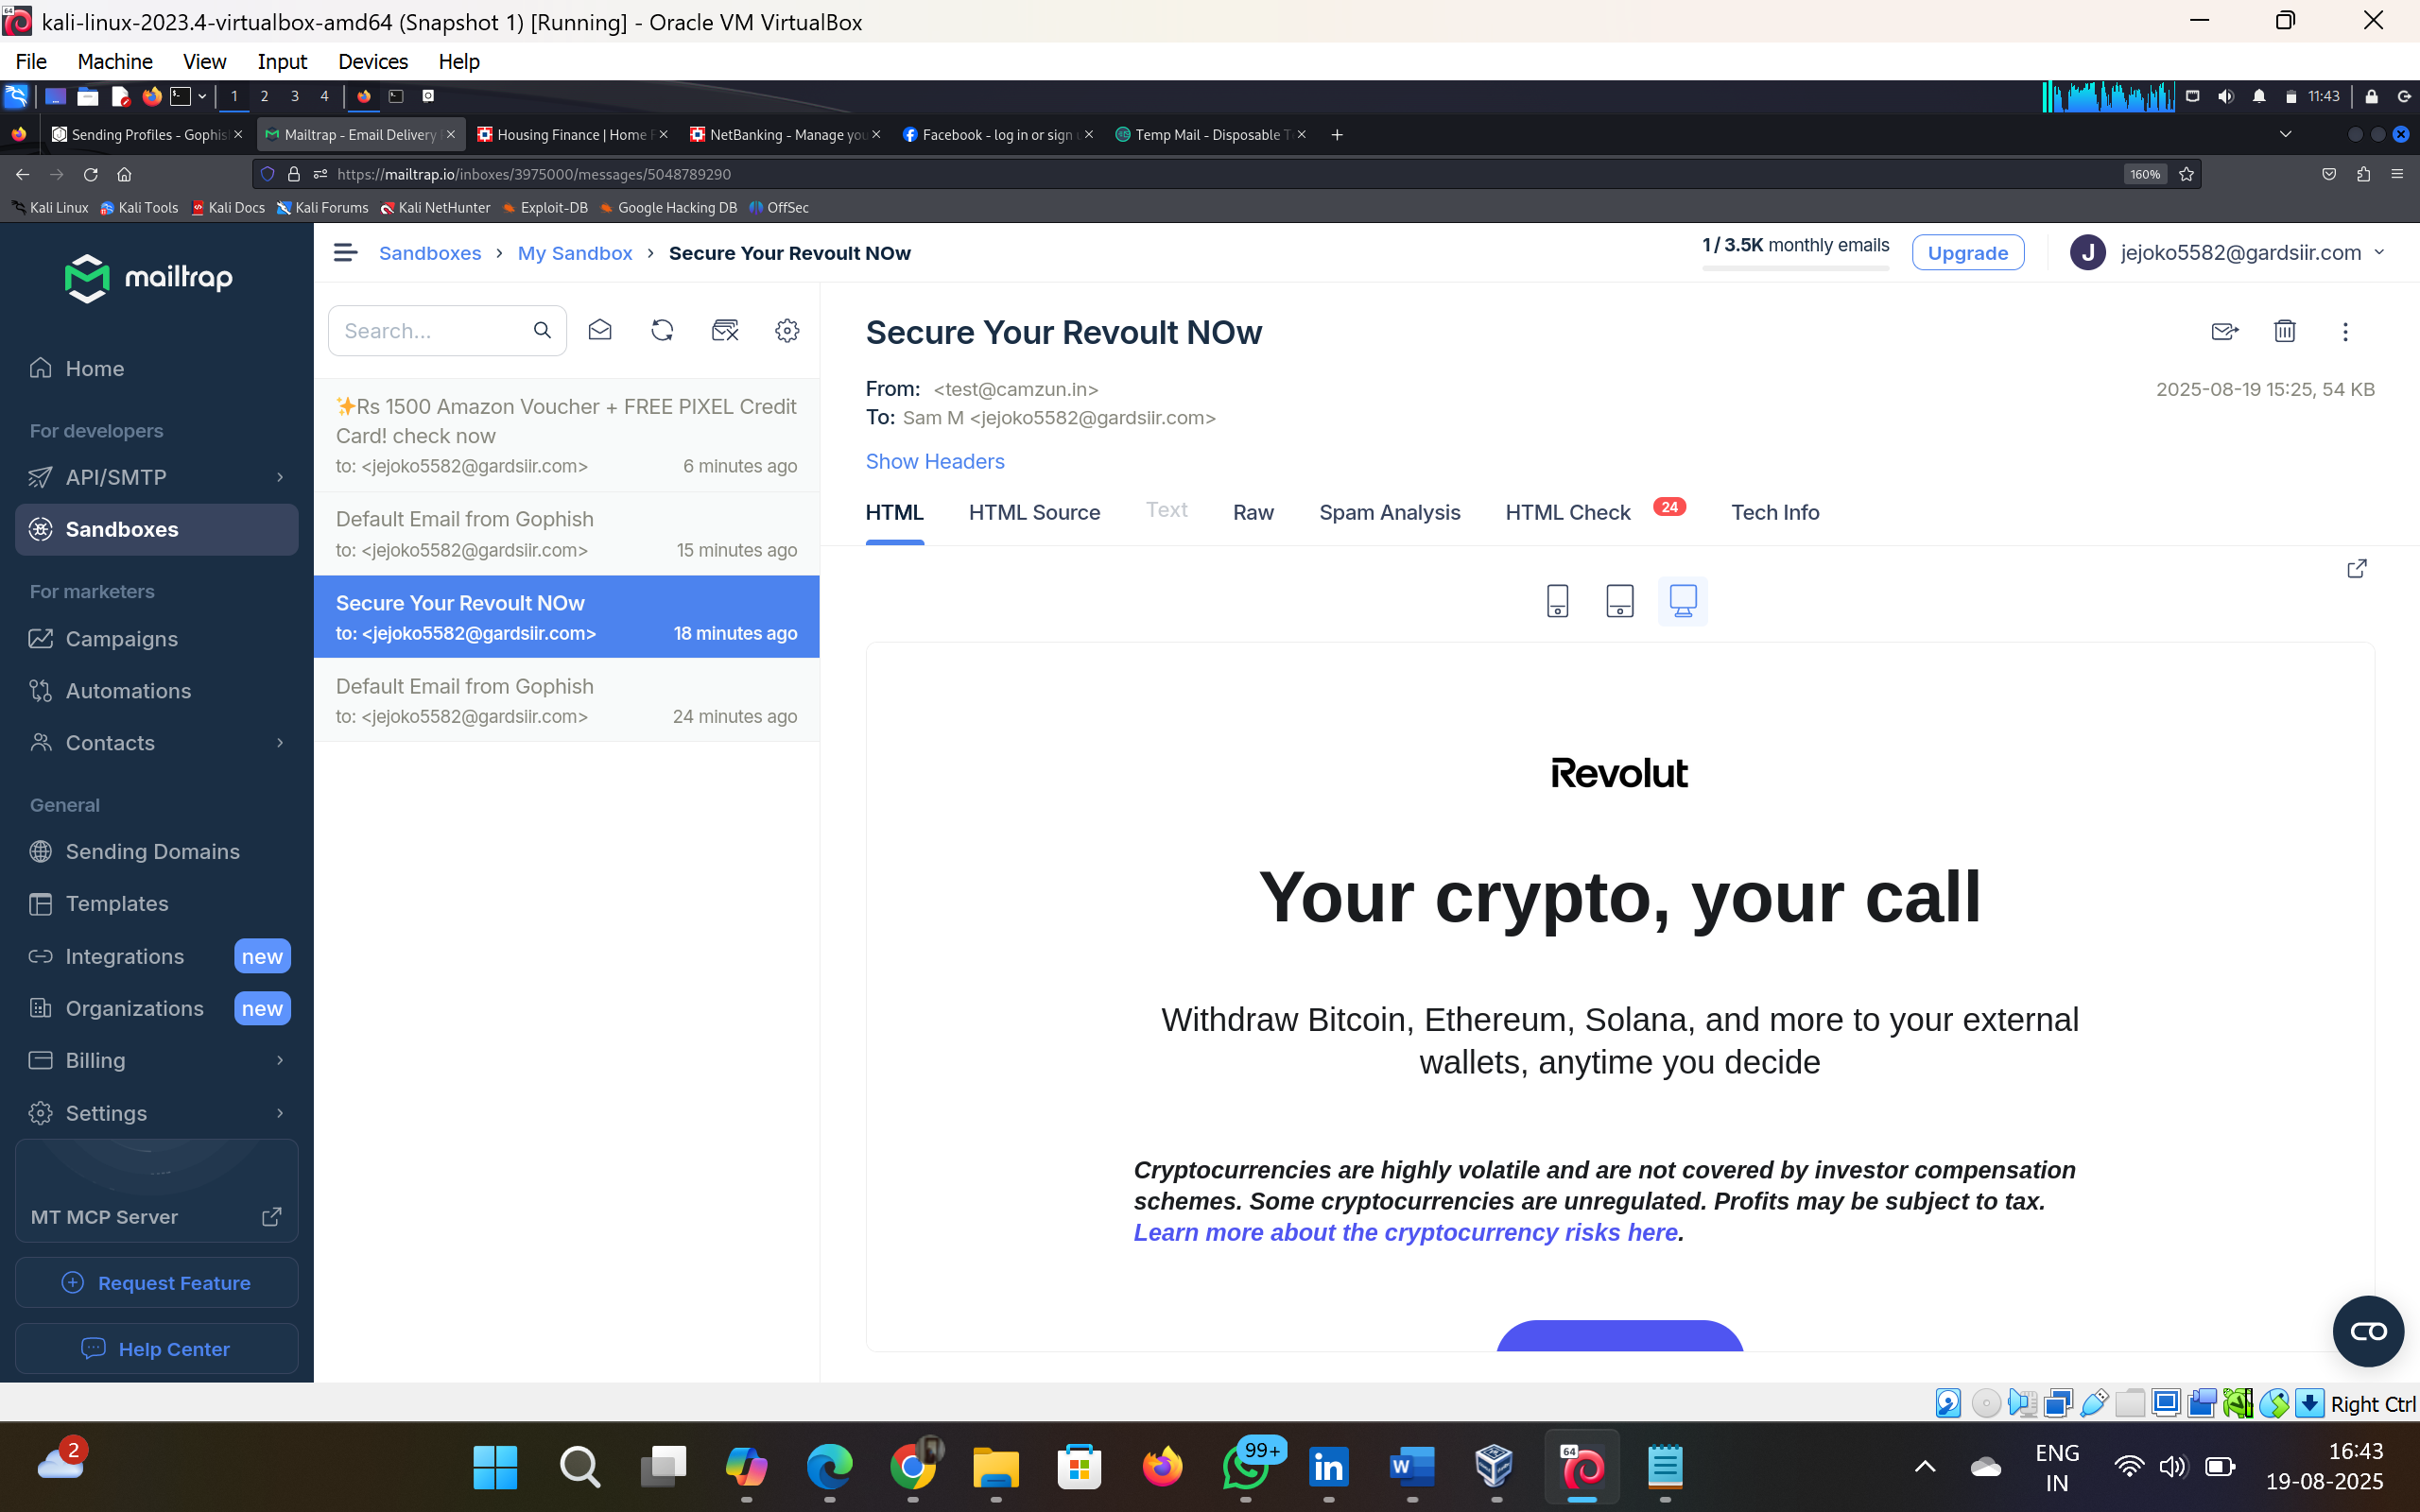 kali-linux-2023.4-virtualbox-amd64 (Snapshot 1) [Running] - Oracle VM VirtualBox
File Machine View Input Devices Help
1 2 3 4 11:43
Sending Profiles - Gophis Mailtrap - Email Delivery Housing Finance | Home F NetBanking - Manage you Facebook - log in or sign Temp Mail - Disposable T
https://mailtrap.io/inboxes/3975000/messages/5048789290 160%
Kali Linux Kali Tools Kali Docs Kali Forums Kali NetHunter Exploit-DB Google Hacking DB OffSec
mailtrap
Home
For developers
API/SMTP
Sandboxes
For marketers
Campaigns
Automations
Contacts
General
Sending Domains
Templates
Integrations new
Organizations new
Billing
Settings
MT MCP Server
Request Feature
Help Center
Sandboxes > My Sandbox > Secure Your Revoult NOw
1 / 3.5K monthly emails
Upgrade
J jejoko5582@gardsiir.com
Search...
✨Rs 1500 Amazon Voucher + FREE PIXEL Credit
Card! check now
to: <jejoko5582@gardsiir.com> 6 minutes ago
Default Email from Gophish
to: <jejoko5582@gardsiir.com> 15 minutes ago
Secure Your Revoult NOw
to: <jejoko5582@gardsiir.com> 18 minutes ago
Default Email from Gophish
to: <jejoko5582@gardsiir.com> 24 minutes ago
Secure Your Revoult NOw
From: <test@camzun.in> 2025-08-19 15:25, 54 KB
To: Sam M <jejoko5582@gardsiir.com>
Show Headers
HTML HTML Source Text Raw Spam Analysis HTML Check 24 Tech Info
Revolut
Your crypto, your call
Withdraw Bitcoin, Ethereum, Solana, and more to your external
wallets, anytime you decide
Cryptocurrencies are highly volatile and are not covered by investor compensation
schemes. Some cryptocurrencies are unregulated. Profits may be subject to tax.
Learn more about the cryptocurrency risks here.
Right Ctrl
2
99+
64
ENG
IN
16:43
19-08-2025